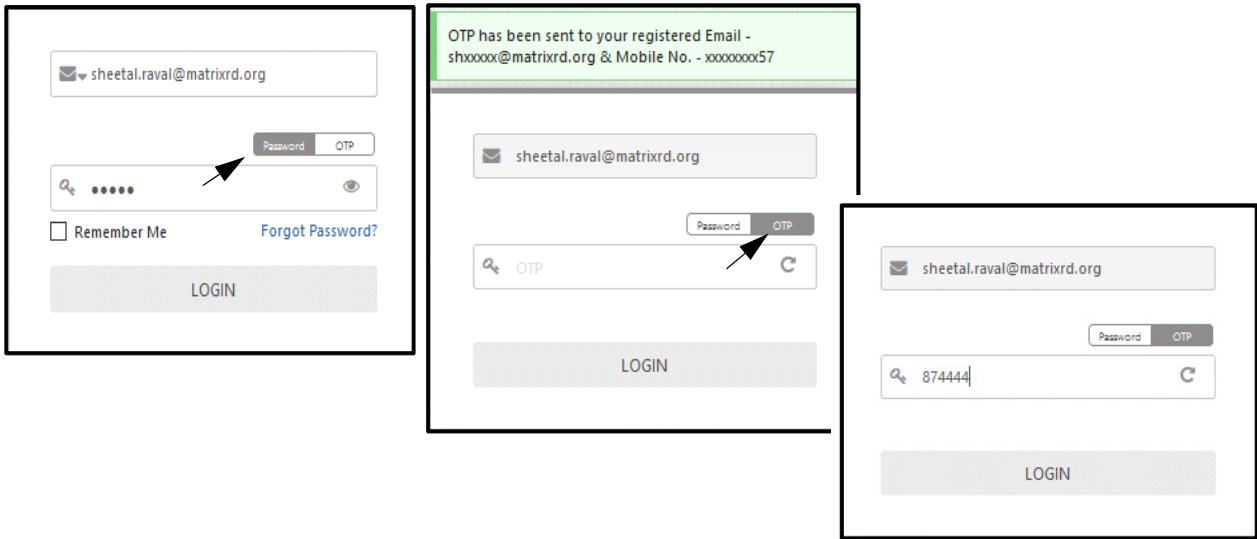 sheetal.raval@matrixrd.org
Password OTP
•••••
Remember Me Forgot Password?
LOGIN
OTP has been sent to your registered Email -
shxxxxx@matrixrd.org & Mobile No. - xxxxxxxx57
sheetal.raval@matrixrd.org
Password OTP
OTP
LOGIN
sheetal.raval@matrixrd.org
Password OTP
874444
LOGIN